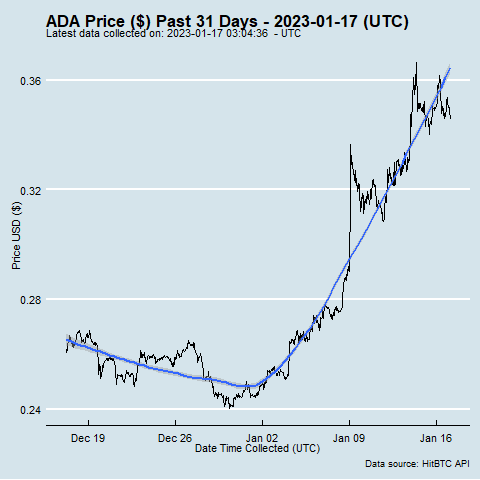 ADA Price ($) Past 31 Days - 2023-01-17 (UTC)
Latest data collected on: 2023-01-17 03:04:36 - UTC
0.36
0.32
0.28
0.24
Price USD ($)
Dec 19 Dec 26 Jan 02 Jan 09 Jan 16
Date Time Collected (UTC)
Data source: HitBTC API